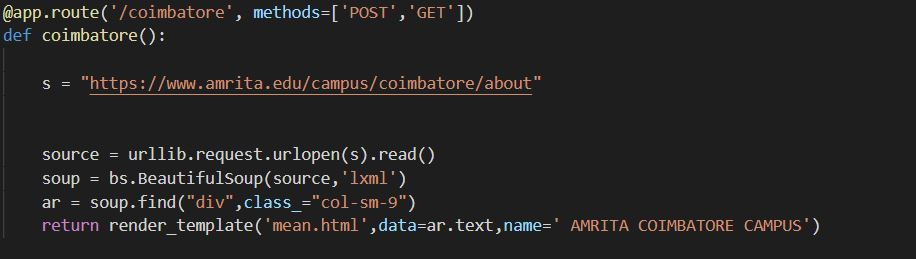 @app.route('/coimbatore', methods=['POST','GET'])
def coimbatore():
s = "https://www.amrita.edu/campus/coimbatore/about"
source = urllib.request.urlopen(s).read()
soup = bs.BeautifulSoup(source,'lxml')
ar = soup.find("div",class_="col-sm-9")
return render_template('mean.html',data=ar.text,name=' AMRITA COIMBATORE CAMPUS')